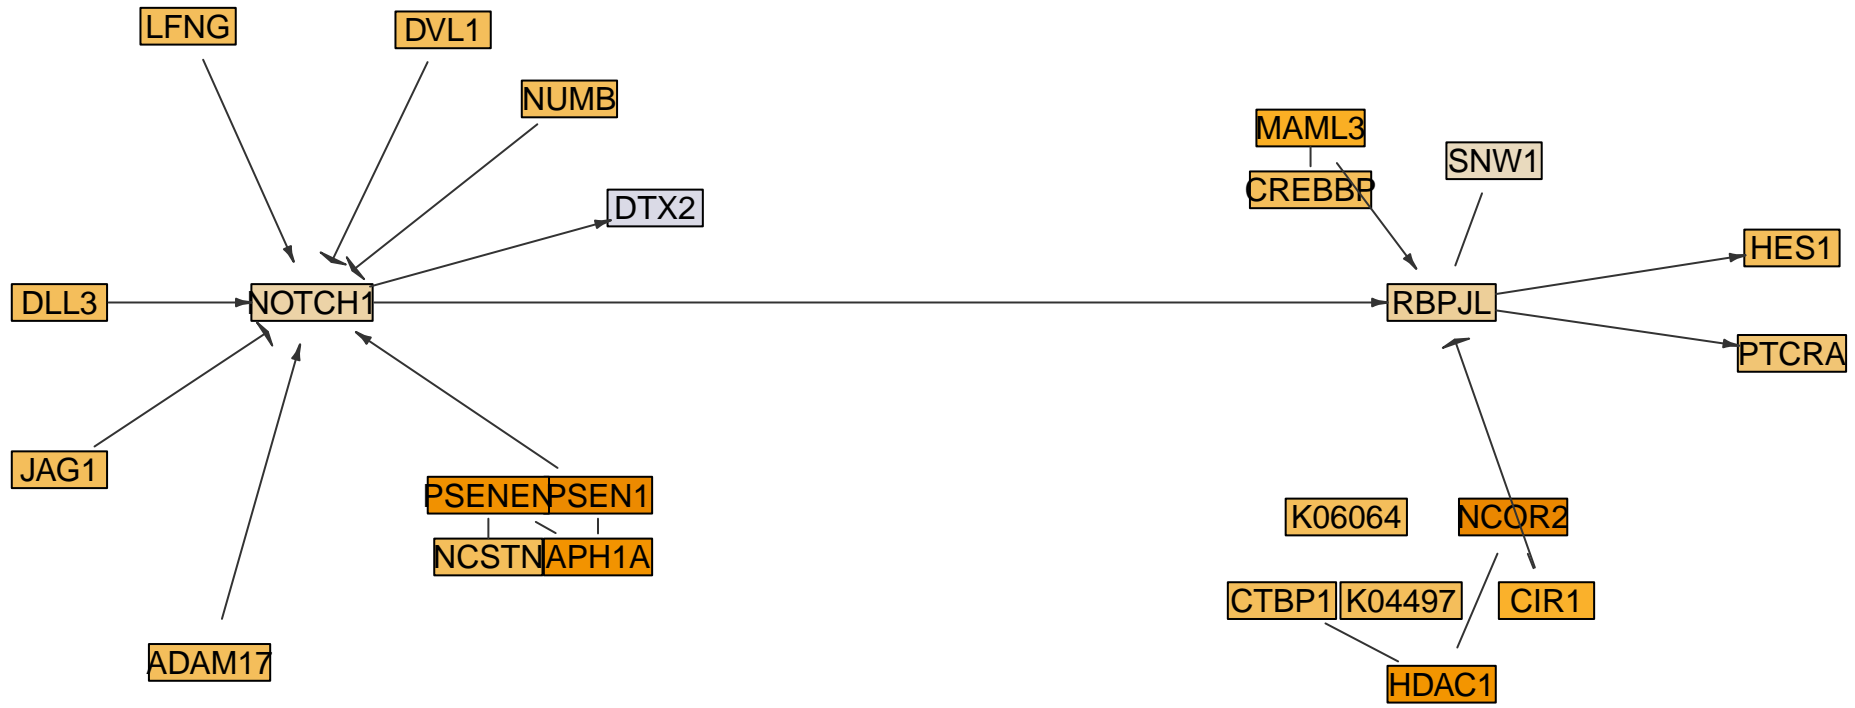 LFNG
DVL1
NUMB
MAML3
SNW1
CREBBP
DTX2
HES1
DLL3
NOTCH1
RBPJL
PTCRA
JAG1
PSENEN
PSEN1
K06064
NCOR2
NCSTN
APH1A
CTBP1
K04497
CIR1
ADAM17
HDAC1